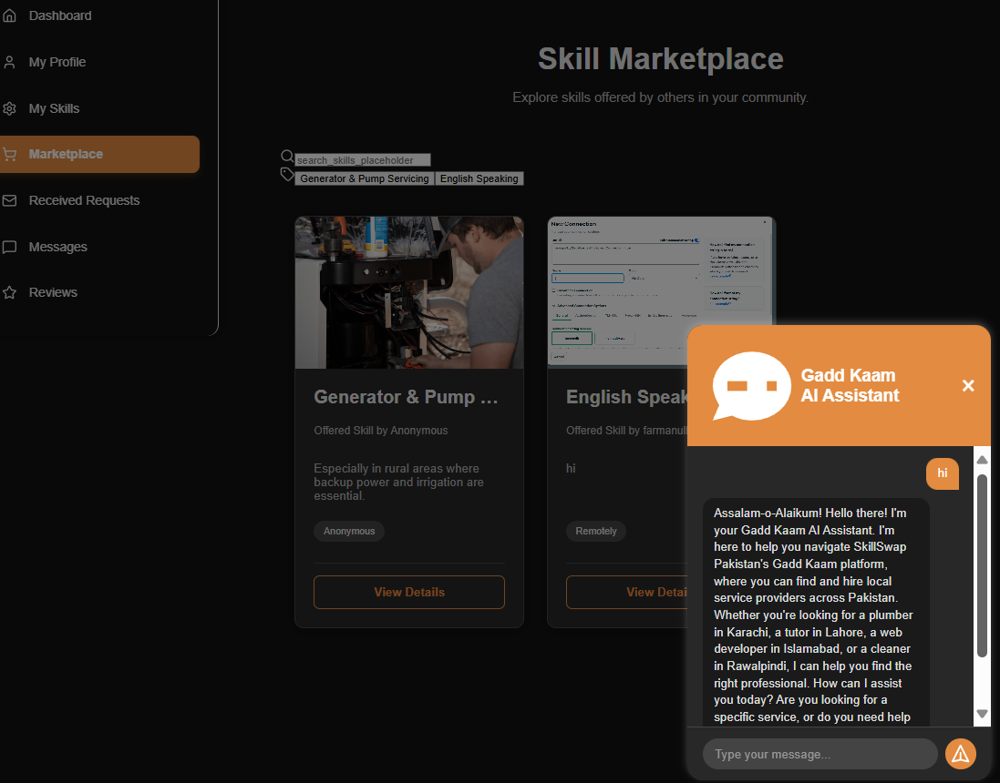 Dashboard
My Profile
My Skills
Marketplace
Received Requests
Messages
Reviews
Skill Marketplace
Explore skills offered by others in your community.
search_skills_placeholder
Generator & Pump Servicing
English Speaking
Generator & Pump ...
Offered Skill by Anonymous
Especially in rural areas where
backup power and irrigation are
essential.
Anonymous
View Details
New Connection
Advanced Connection Options
English Speak
Offered Skill by farmanull
hi
Remotely
View Detai
Gadd Kaam
AI Assistant
hi
Assalam-o-Alaikum! Hello there! I'm
your Gadd Kaam AI Assistant. I'm
here to help you navigate SkillSwap
Pakistan's Gadd Kaam platform,
where you can find and hire local
service providers across Pakistan.
Whether you're looking for a plumber
in Karachi, a tutor in Lahore, a web
developer in Islamabad, or a cleaner
in Rawalpindi, I can help you find the
right professional. How can I assist
you today? Are you looking for a
specific service, or do you need help
Type your message...